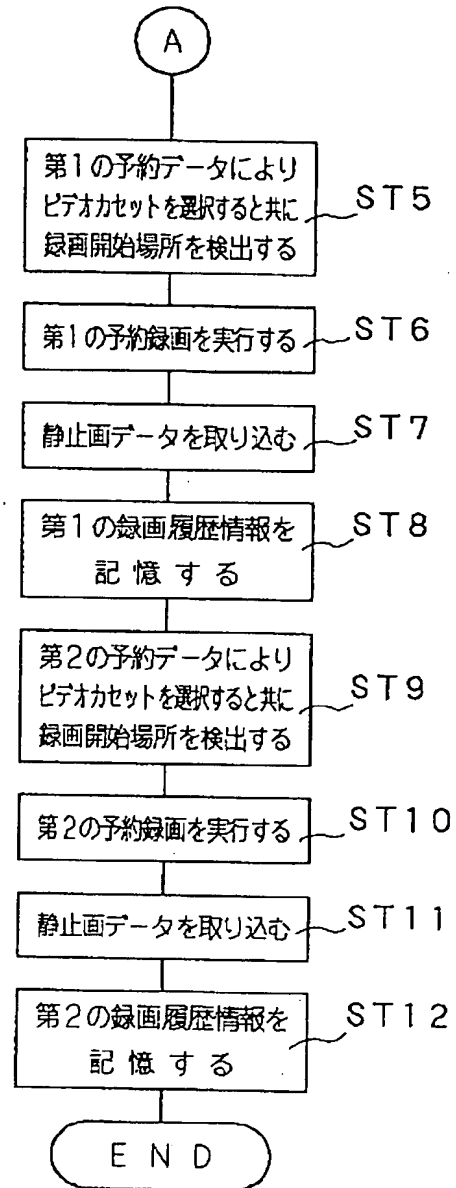 A
第1の予約データにより
ビデオカセットを選択すると共に
録画開始場所を検出する
ST5
第1の予約録画を実行する
ST6
静止画データを取り込む
ST7
第1の録画履歴情報を
記憶する
ST8
第2の予約データにより
ビデオカセットを選択すると共に
録画開始場所を検出する
ST9
第2の予約録画を実行する
ST10
静止画データを取り込む
ST11
第2の録画履歴情報を
記憶する
ST12
END